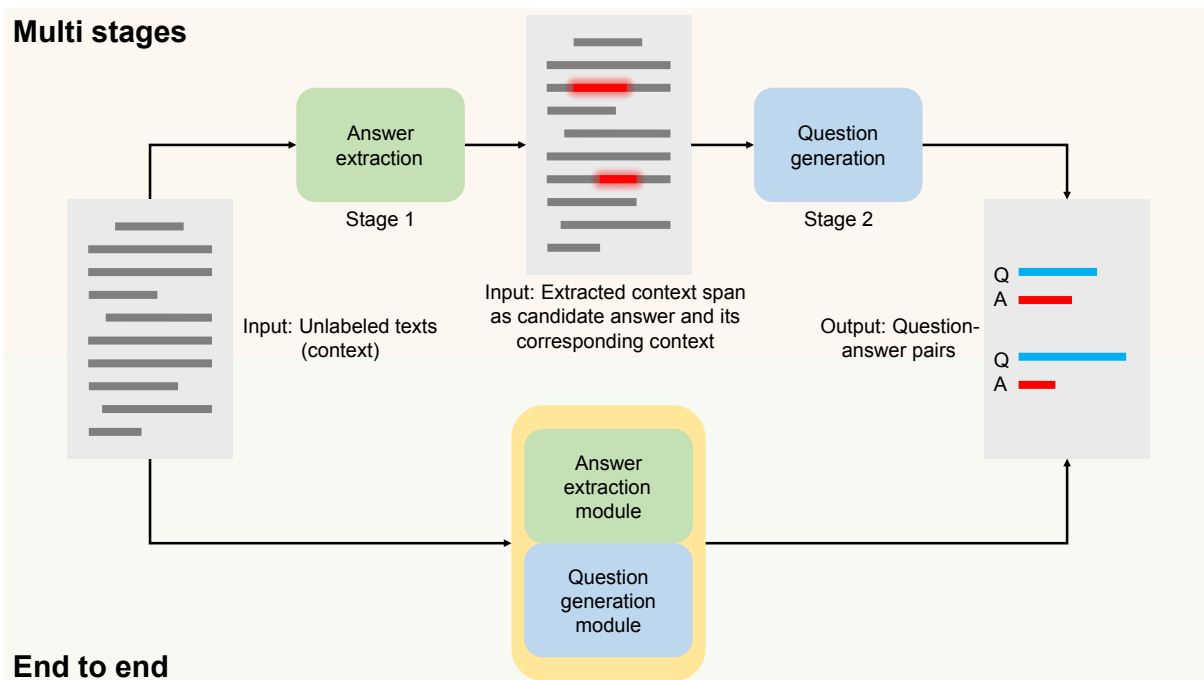 Multi stages
Answer
extraction
Stage 1
Question
generation
Stage 2
Input: Unlabeled texts
(context)
Input: Extracted context span
as candidate answer and its
corresponding context
Output: Question-
answer pairs
Q
A
Q
A
Answer
extraction
module
Question
generation
module
End to end